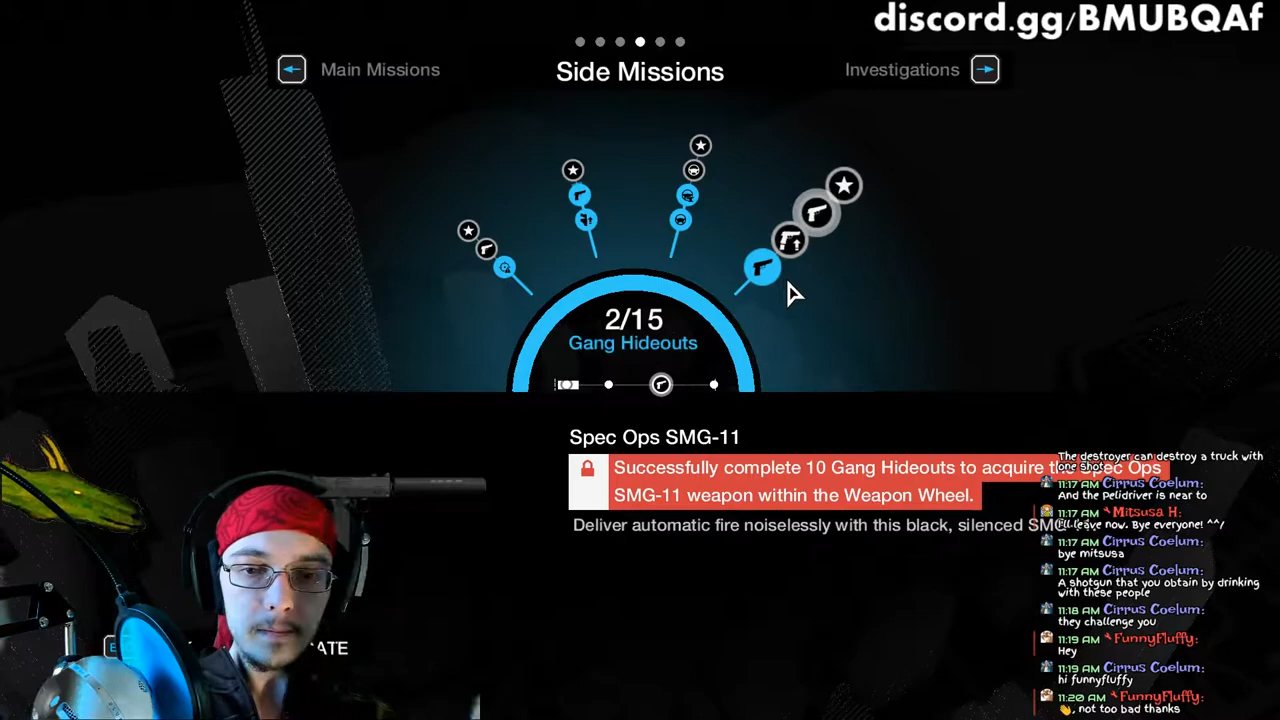 discord.gg/BMUBQAf
Main Missions
Side Missions
Investigations
2/15
Gang Hideouts
Spec Ops SMG-11
Successfully complete 10 Gang Hideouts to acquire the Spec Ops
SMG-11 weapon within the Weapon Wheel.
Deliver automatic fire noiselessly with this black, silenced SMG
The destroyer can destroy a truck with
one shot
11:17 AM Cirrus Coelum:
And the Pelidriver is near to
11:17 AM Mitsusa H:
I'll leave now. Bye everyone! ^^/
11:17 AM Cirrus Coelum:
bye mitsusa
11:17 AM Cirrus Coelum:
A shotgun that you obtain by drinking
with these people
11:18 AM Cirrus Coelum:
they challenge you
11:19 AM FunnyFluffy:
Hey
11:19 AM Cirrus Coelum:
hi funnyfluffy
11:20 AM FunnyFluffy:
👋, not too bad thanks